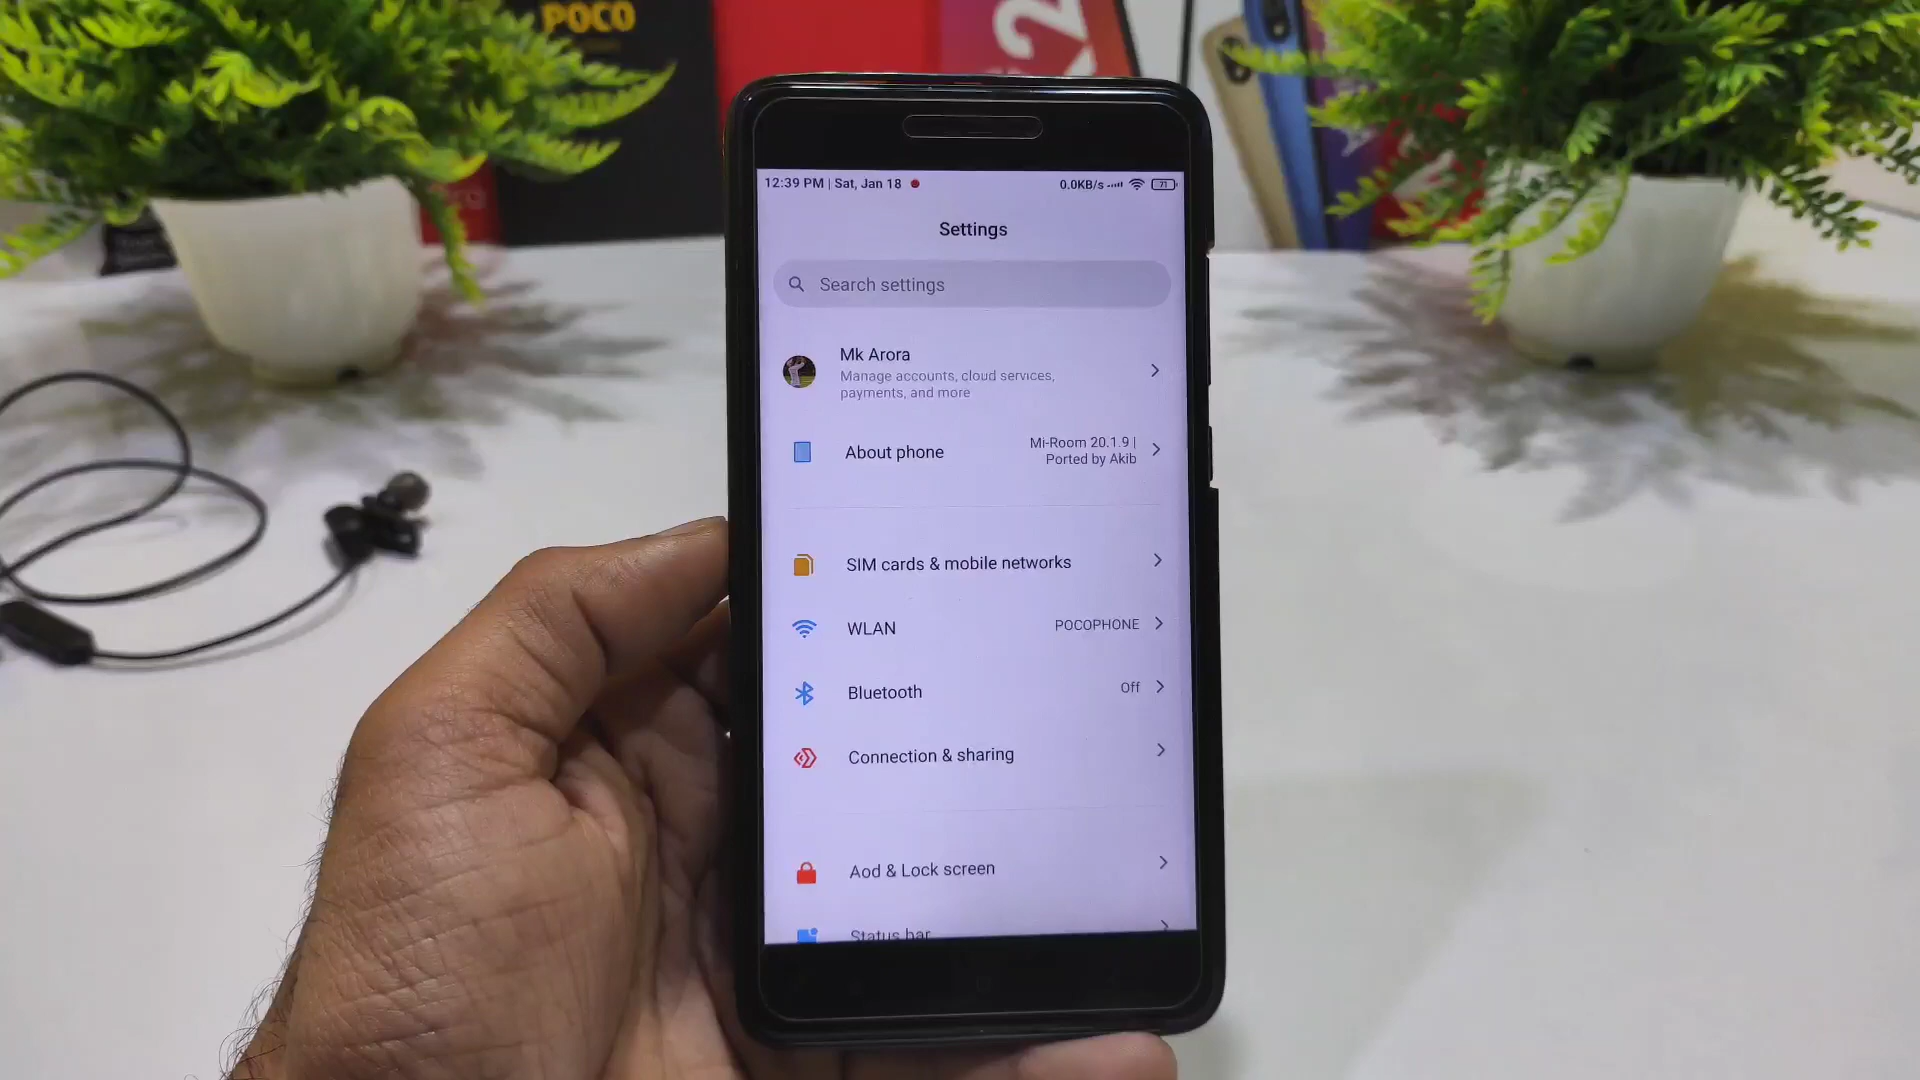 POCO
K2
12:39 PM | Sat, Jan 18
0.0KB/s
71
Settings
Search settings
Mk Arora
Manage accounts, cloud services,
payments, and more
About phone
Mi-Room 20.1.9 |
Ported by Akib
SIM cards & mobile networks
WLAN
POCOPHONE
Bluetooth
Off
Connection & sharing
Aod & Lock screen
Status bar